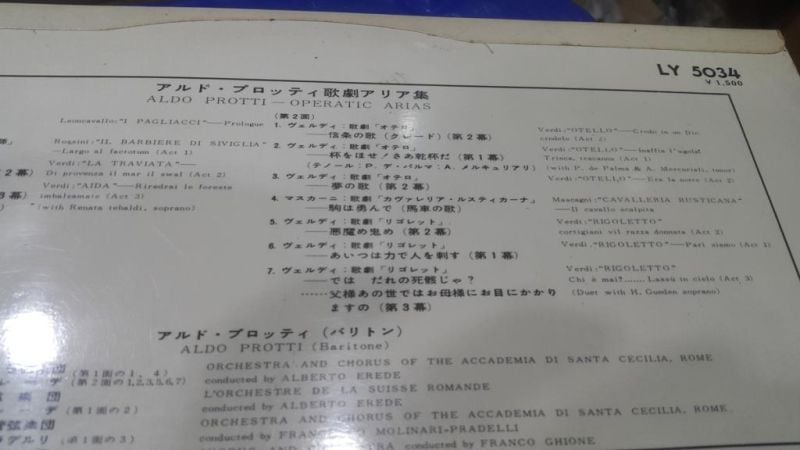 LY 5034
¥1,500
アルド・プロッティ歌劇アリア集
ALDO PROTTI — OPERATIC ARIAS
Leoncavallo:"I PAGLIACCI"—Prologue
Rossini:"IL BARBIERE DI SIVIGLIA"
—Largo al factotum (Act 1)
Verdi:"LA TRAVIATA"—
Di provenza il mar il swal (Act 2)
Verdi:"AIDA"—Riredrai le foreste
imbalsamate (Act 3)
(with Renata tebaldi, soprano)
2幕)
3幕)
(第2面)
1. ヴェルディ:歌劇「オテロ」
——信条の歌(クレード)(第2幕)
2. ヴェルディ:歌劇「オテロ」
——杯をほせ!さあ乾杯だ(第1幕)
(テノール:P. デ・パルマ:A. メルキュリアリ)
3. ヴェルディ:歌劇「オテロ」
——夢の歌(第2幕)
4. マスカーニ:歌劇「カヴァレリア・ルスティカーナ」
——駒は勇んで(馬車の歌)
5. ヴェルディ:歌劇「リゴレット」
——悪魔め鬼め(第2幕)
6. ヴェルディ:歌劇「リゴレット」
——あいつは力で人を刺す(第1幕)
7. ヴェルディ:歌劇「リゴレット」
——では だれの死骸じゃ?
……父様あの世ではお母様にお目にかかり
ますの(第3幕)
Verdi:"OTELLO"—Credo in un Dio
crudelo (Act 2)
Verdi:"OTELLO"—Inaffia l'ugola!
Trinca, tracanna (Act 1)
(with P. de Palma & A. Mercuriali, tenor)
Verdi:"OTELLO"—Era la notte (Act 2)
Mascagni:"CAVALLERIA RUSTICANA"
—Il cavallo scalpita
Verdi:"RIGOLETTO"
cortigiani vil razza donnata (Act 2)
Verdi:"RIGOLETTO"—Pari siamo (Act 1)
Verdi:"RIGOLETTO"
Chi è mai?......Lassù in cielo (Act 3)
(Duet with H. Gueden soprano)
アルド・プロッティ(バリトン)
ALDO PROTTI (Baritone)
(第1面の1、4)
(第2面の1,2,3,5,6,7)
楽団
(第1面の2)
管弦楽団
(第1面の3)
ORCHESTRA AND CHORUS OF THE ACCADEMIA DI SANTA CECILIA, ROME
conducted by ALBERTO EREDE
L'ORCHESTRE DE LA SUISSE ROMANDE
conducted by ALBERTO EREDE
ORCHESTRA AND CHORUS OF THE ACCADEMIA DI SANTA CECILIA, ROME
conducted by FRANCESCO MOLINARI-PRADELLI
conducted by FRANCO GHIONE